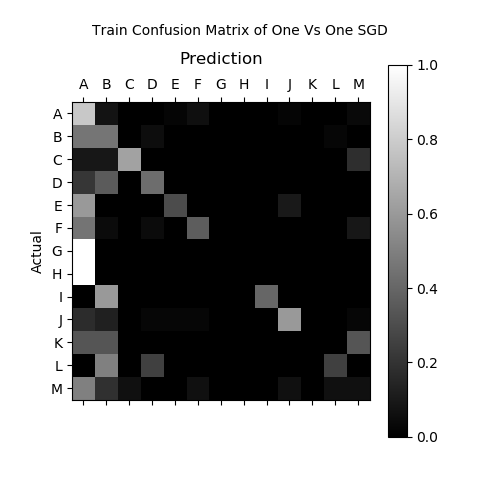 Train Confusion Matrix of One Vs One SGD
Prediction
A B C D E F G H I J K L M
Actual
A
B
C
D
E
F
G
H
I
J
K
L
M
1.0
0.8
0.6
0.4
0.2
0.0